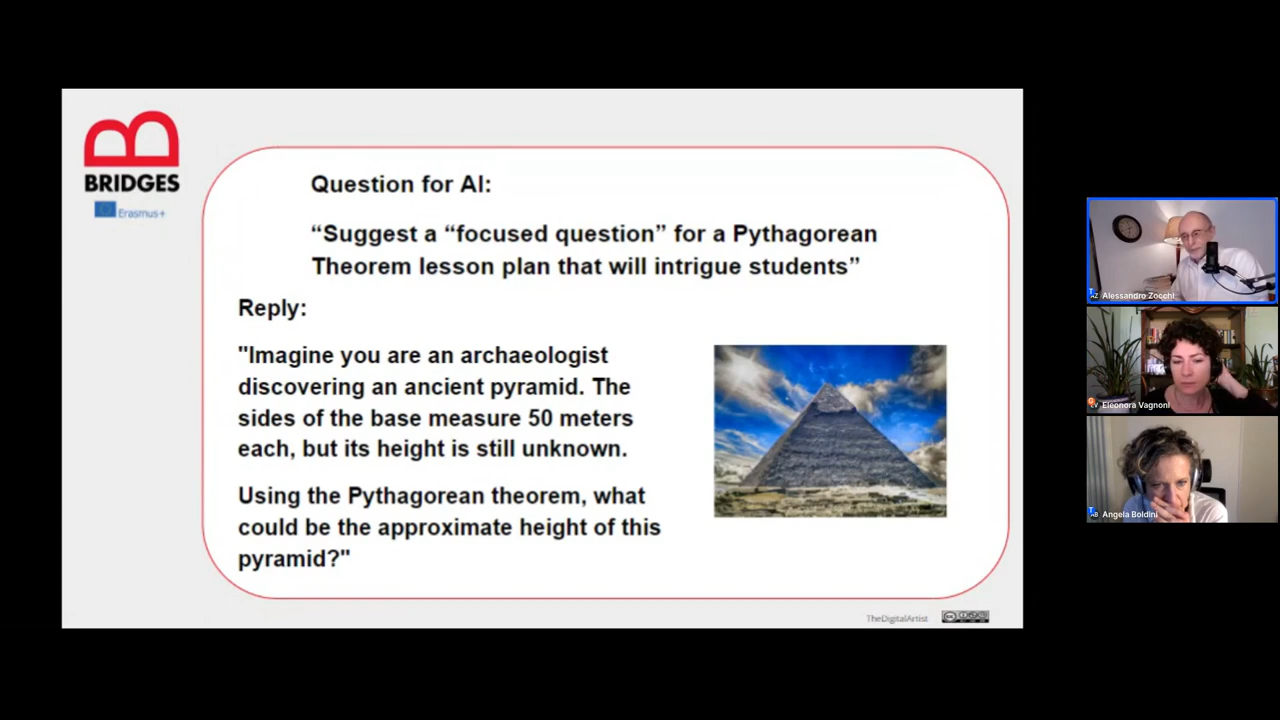 BRIDGES
Erasmus+
Question for AI:
“Suggest a “focused question” for a Pythagorean
Theorem lesson plan that will intrigue students”
Reply:
"Imagine you are an archaeologist
discovering an ancient pyramid. The
sides of the base measure 50 meters
each, but its height is still unknown.
Using the Pythagorean theorem, what
could be the approximate height of this
pyramid?"
TheDigitalArtist
Alessandro Zocchi
Eleonora Vagnoni
Angela Boldini